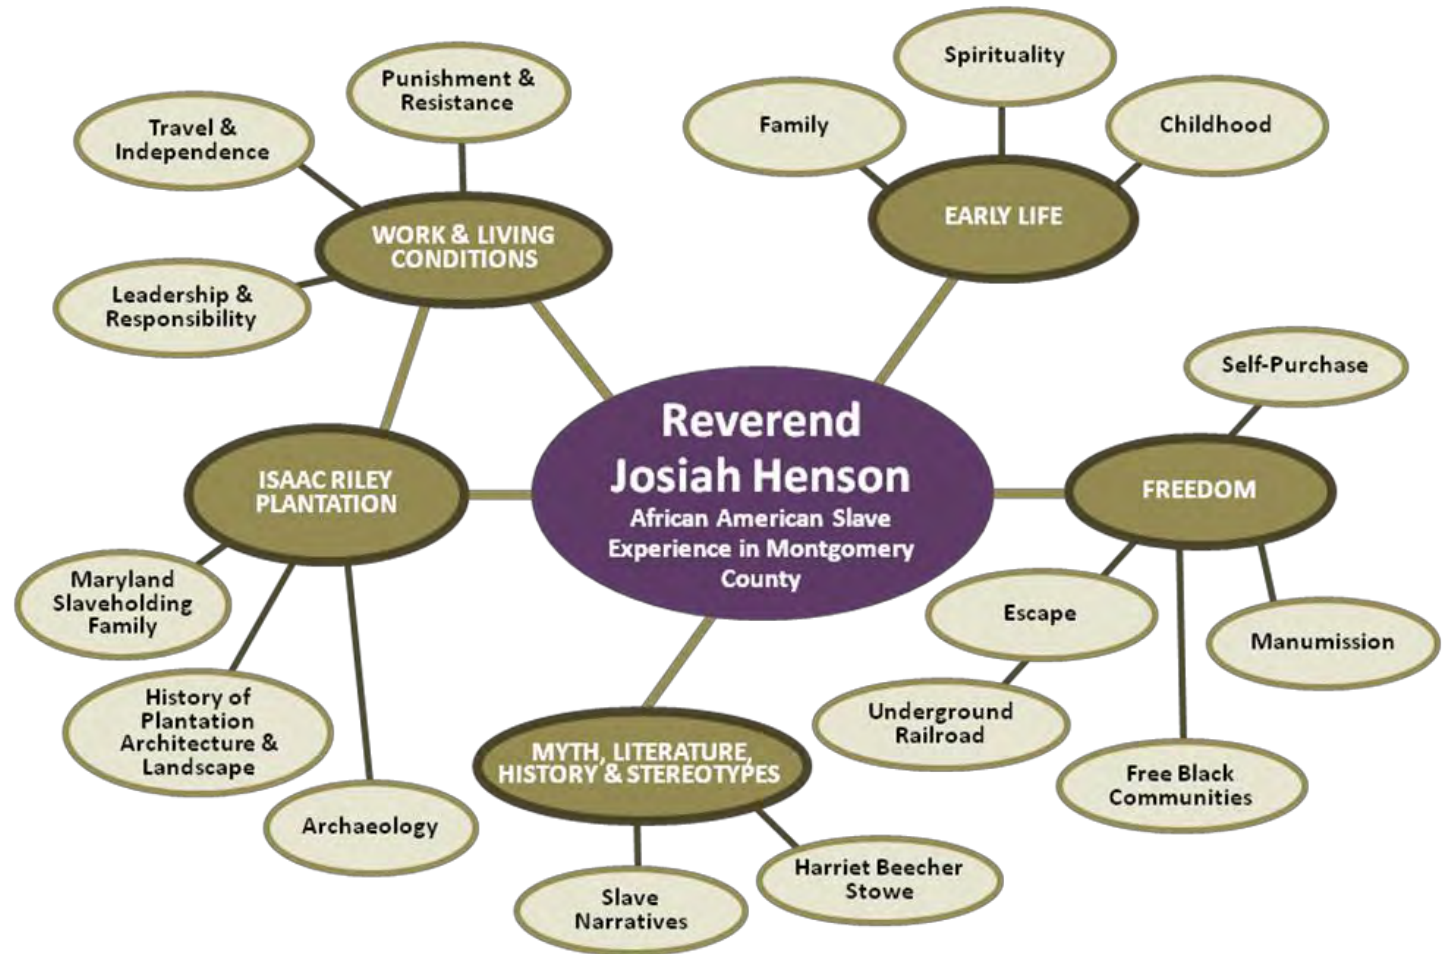 Punishment &
Resistance
Travel &
Independence
WORK & LIVING
CONDITIONS
Leadership &
Responsibility
Spirituality
Family
Childhood
EARLY LIFE
Reverend
Josiah Henson
African American Slave
Experience in Montgomery
County
Self-Purchase
FREEDOM
Escape
Manumission
Underground
Railroad
Free Black
Communities
ISAAC RILEY
PLANTATION
Maryland
Slaveholding
Family
History of
Plantation
Architecture &
Landscape
Archaeology
MYTH, LITERATURE,
HISTORY & STEREOTYPES
Slave
Narratives
Harriet Beecher
Stowe